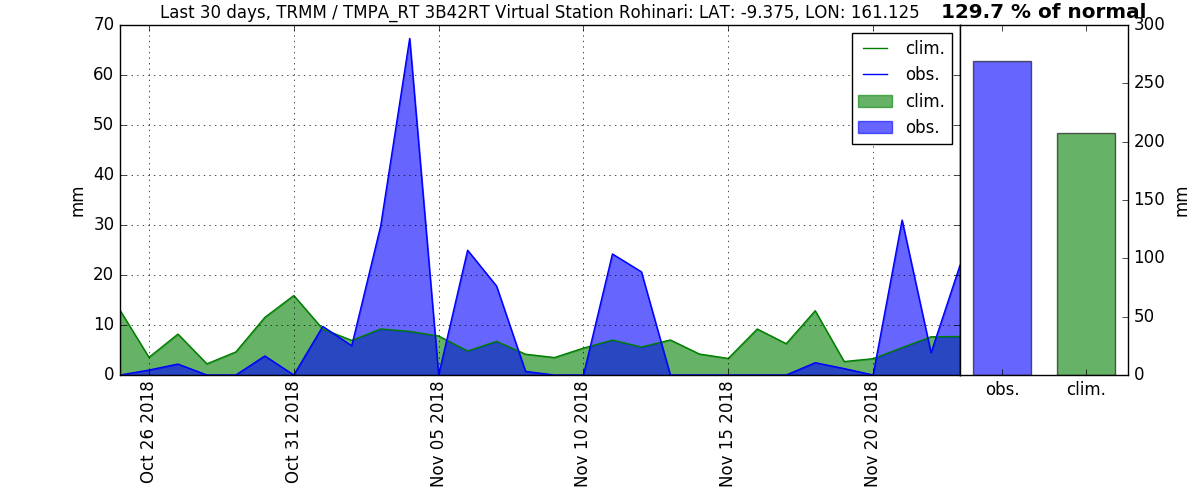 Last 30 days, TRMM / TMPA_RT 3B42RT Virtual Station Rohinari: LAT: -9.375, LON: 161.125
129.7 % of normal
70
60
50
40
30
20
10
0
mm
clim.
obs.
clim.
obs.
Oct 26 2018
Oct 31 2018
Nov 05 2018
Nov 10 2018
Nov 15 2018
Nov 20 2018
300
250
200
150
100
50
0
mm
obs.
clim.